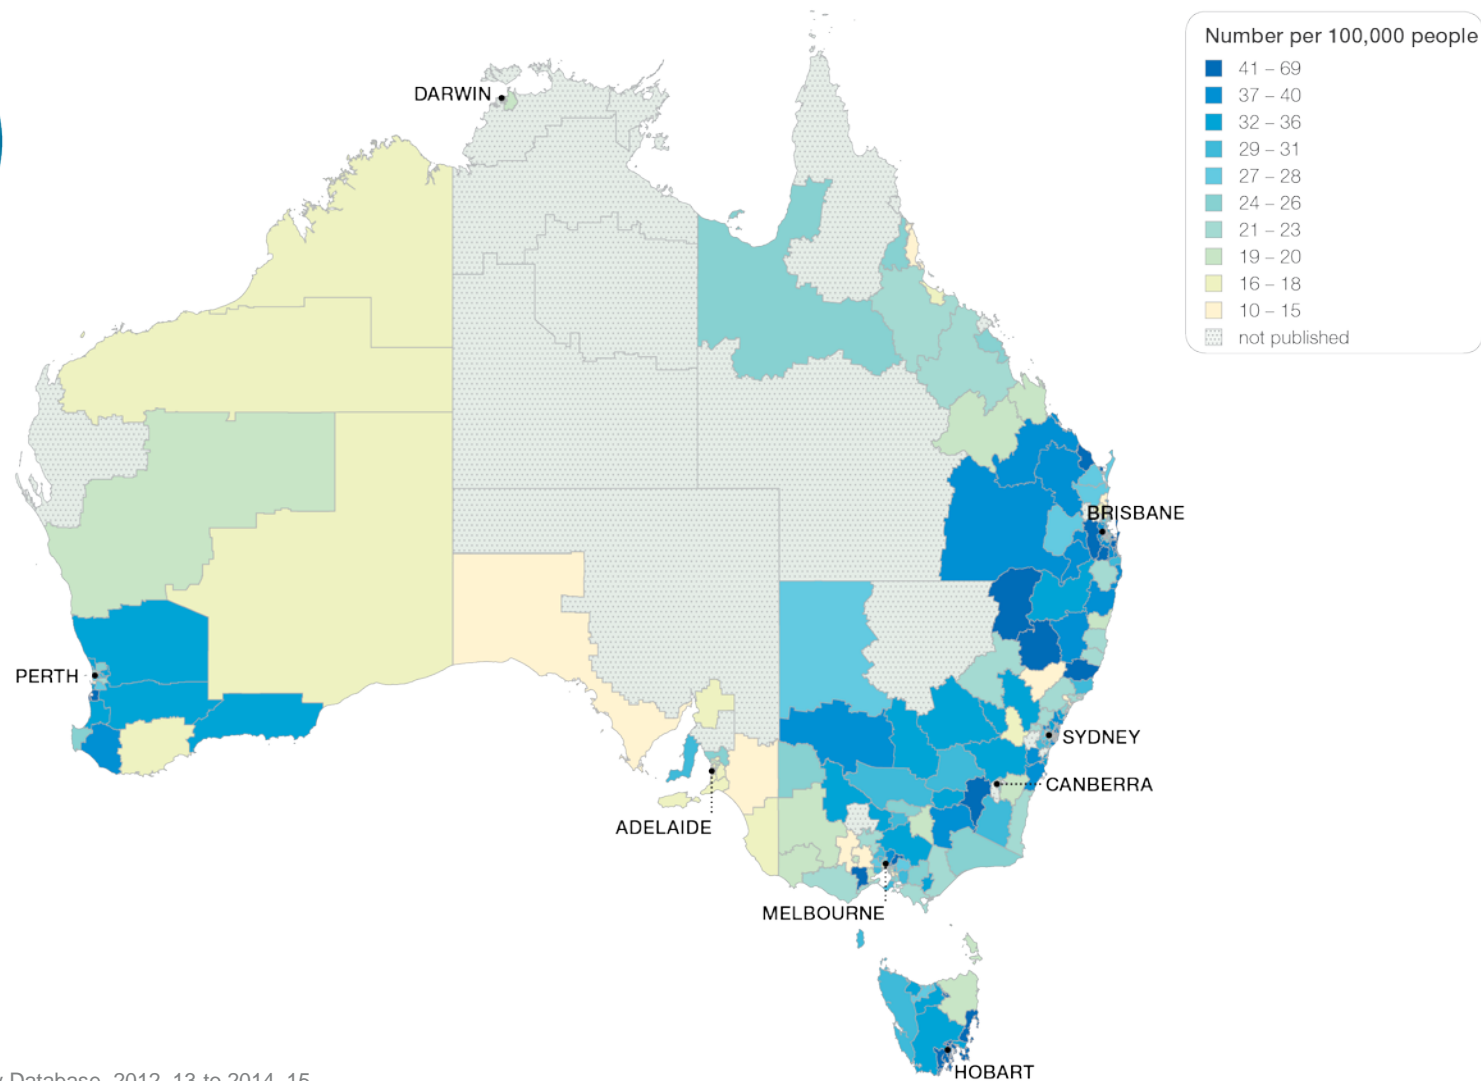 Number per 100,000 people
41 – 69
37 – 40
32 – 36
29 – 31
27 – 28
24 – 26
21 – 23
19 – 20
16 – 18
10 – 15
not published
DARWIN
BRISBANE
PERTH
SYDNEY
CANBERRA
ADELAIDE
MELBOURNE
HOBART
Database, 2012–13 to 2014–15